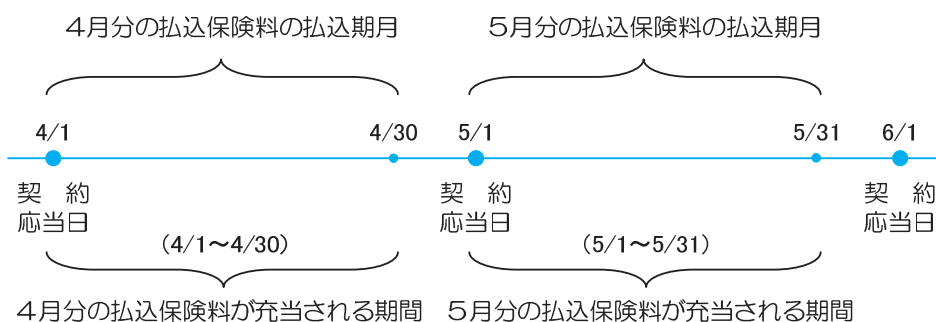 4月分の払込保険料の払込期月 5月分の払込保険料の払込期月
4/1 4/30 5/1 5/31 6/1
契 約 契 約 契 約
応当日 応当日 応当日
(4/1〜4/30) (5/1〜5/31)
4月分の払込保険料が充当される期間 5月分の払込保険料が充当される期間